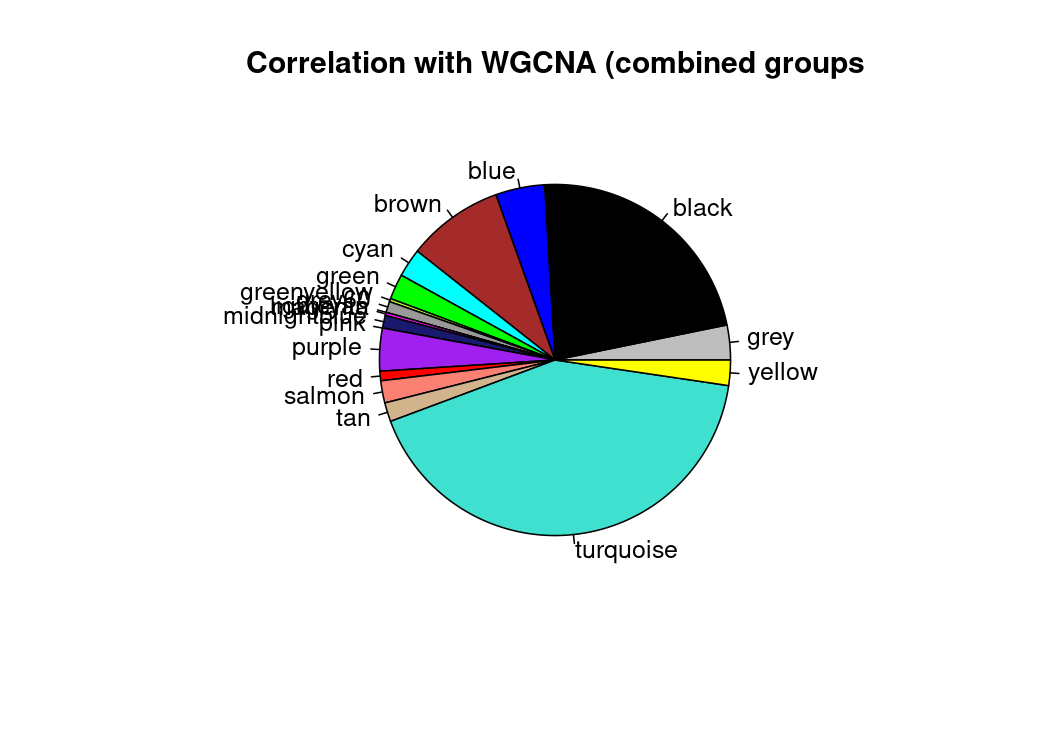 Correlation with WGCNA (combined groups
blue
black
brown
cyan
green
greenyellow
midnightblue
pink
grey
purple
yellow
red
salmon
tan
turquoise